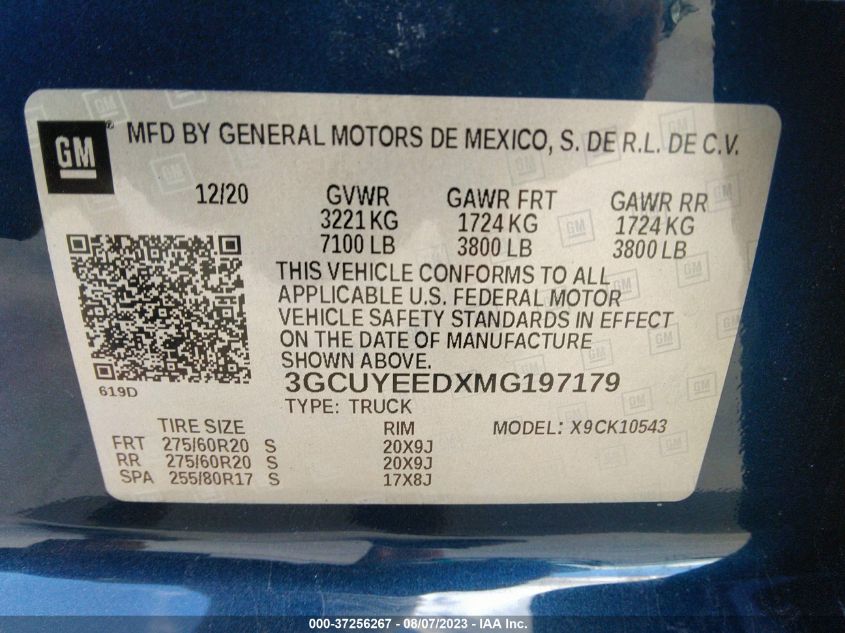 GM
®
MFD BY GENERAL MOTORS DE MEXICO, S. DE R.L. DE C.V.
12/20 GVWR GAWR FRT GAWR RR
3221 KG 1724 KG 1724 KG
7100 LB 3800 LB 3800 LB
THIS VEHICLE CONFORMS TO ALL
APPLICABLE U.S. FEDERAL MOTOR
VEHICLE SAFETY STANDARDS IN EFFECT
ON THE DATE OF MANUFACTURE
SHOWN ABOVE.
619D
3GCUYEEDXMG197179
TYPE: TRUCK
TIRE SIZE RIM MODEL: X9CK10543
FRT 275/60R20 S 20X9J
RR 275/60R20 S 20X9J
SPA 255/80R17 S 17X8J
000-37256267 - 08/07/2023 - IAA Inc.